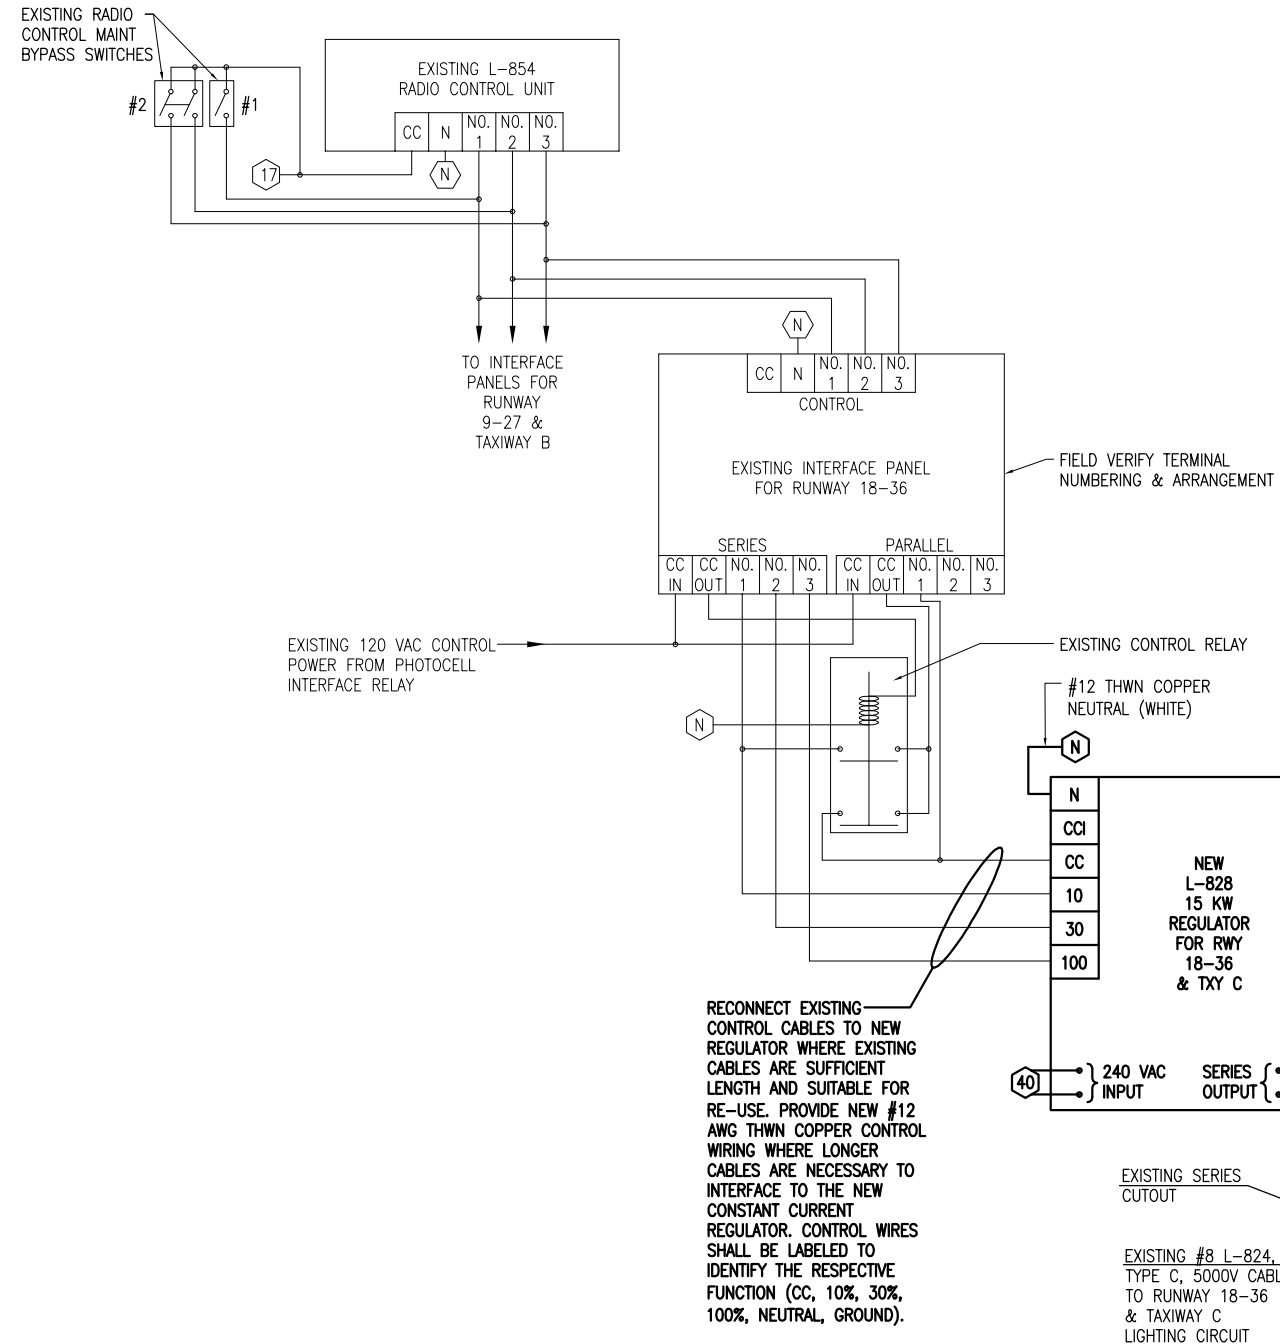 EXISTING RADIO
CONTROL MAINT
BYPASS SWITCHES
#2
#1
EXISTING L-854
RADIO CONTROL UNIT
CC
N
NO.
1
NO.
2
NO.
3
17
N
TO INTERFACE
PANELS FOR
RUNWAY
9-27 &
TAXIWAY B
N
CC
N
NO.
1
NO.
2
NO.
3
CONTROL
EXISTING INTERFACE PANEL
FOR RUNWAY 18-36
FIELD VERIFY TERMINAL
NUMBERING & ARRANGEMENT
SERIES
CC
IN
CC
OUT
NO.
1
NO.
2
NO.
3
PARALLEL
CC
IN
CC
OUT
NO.
1
NO.
2
NO.
3
EXISTING 120 VAC CONTROL
POWER FROM PHOTOCELL
INTERFACE RELAY
EXISTING CONTROL RELAY
#12 THWN COPPER
NEUTRAL (WHITE)
N
N
N
CCI
CC
10
30
100
NEW
L-828
15 KW
REGULATOR
FOR RWY
18-36
& TXY C
40
240 VAC
INPUT
SERIES
OUTPUT
RECONNECT EXISTING
CONTROL CABLES TO NEW
REGULATOR WHERE EXISTING
CABLES ARE SUFFICIENT
LENGTH AND SUITABLE FOR
RE-USE. PROVIDE NEW #12
AWG THWN COPPER CONTROL
WIRING WHERE LONGER
CABLES ARE NECESSARY TO
INTERFACE TO THE NEW
CONSTANT CURRENT
REGULATOR. CONTROL WIRES
SHALL BE LABELED TO
IDENTIFY THE RESPECTIVE
FUNCTION (CC, 10%, 30%,
100%, NEUTRAL, GROUND).
EXISTING SERIES
CUTOUT
EXISTING #8 L-824,
TYPE C, 5000V CABL
TO RUNWAY 18-36
& TAXIWAY C
LIGHTING CIRCUIT